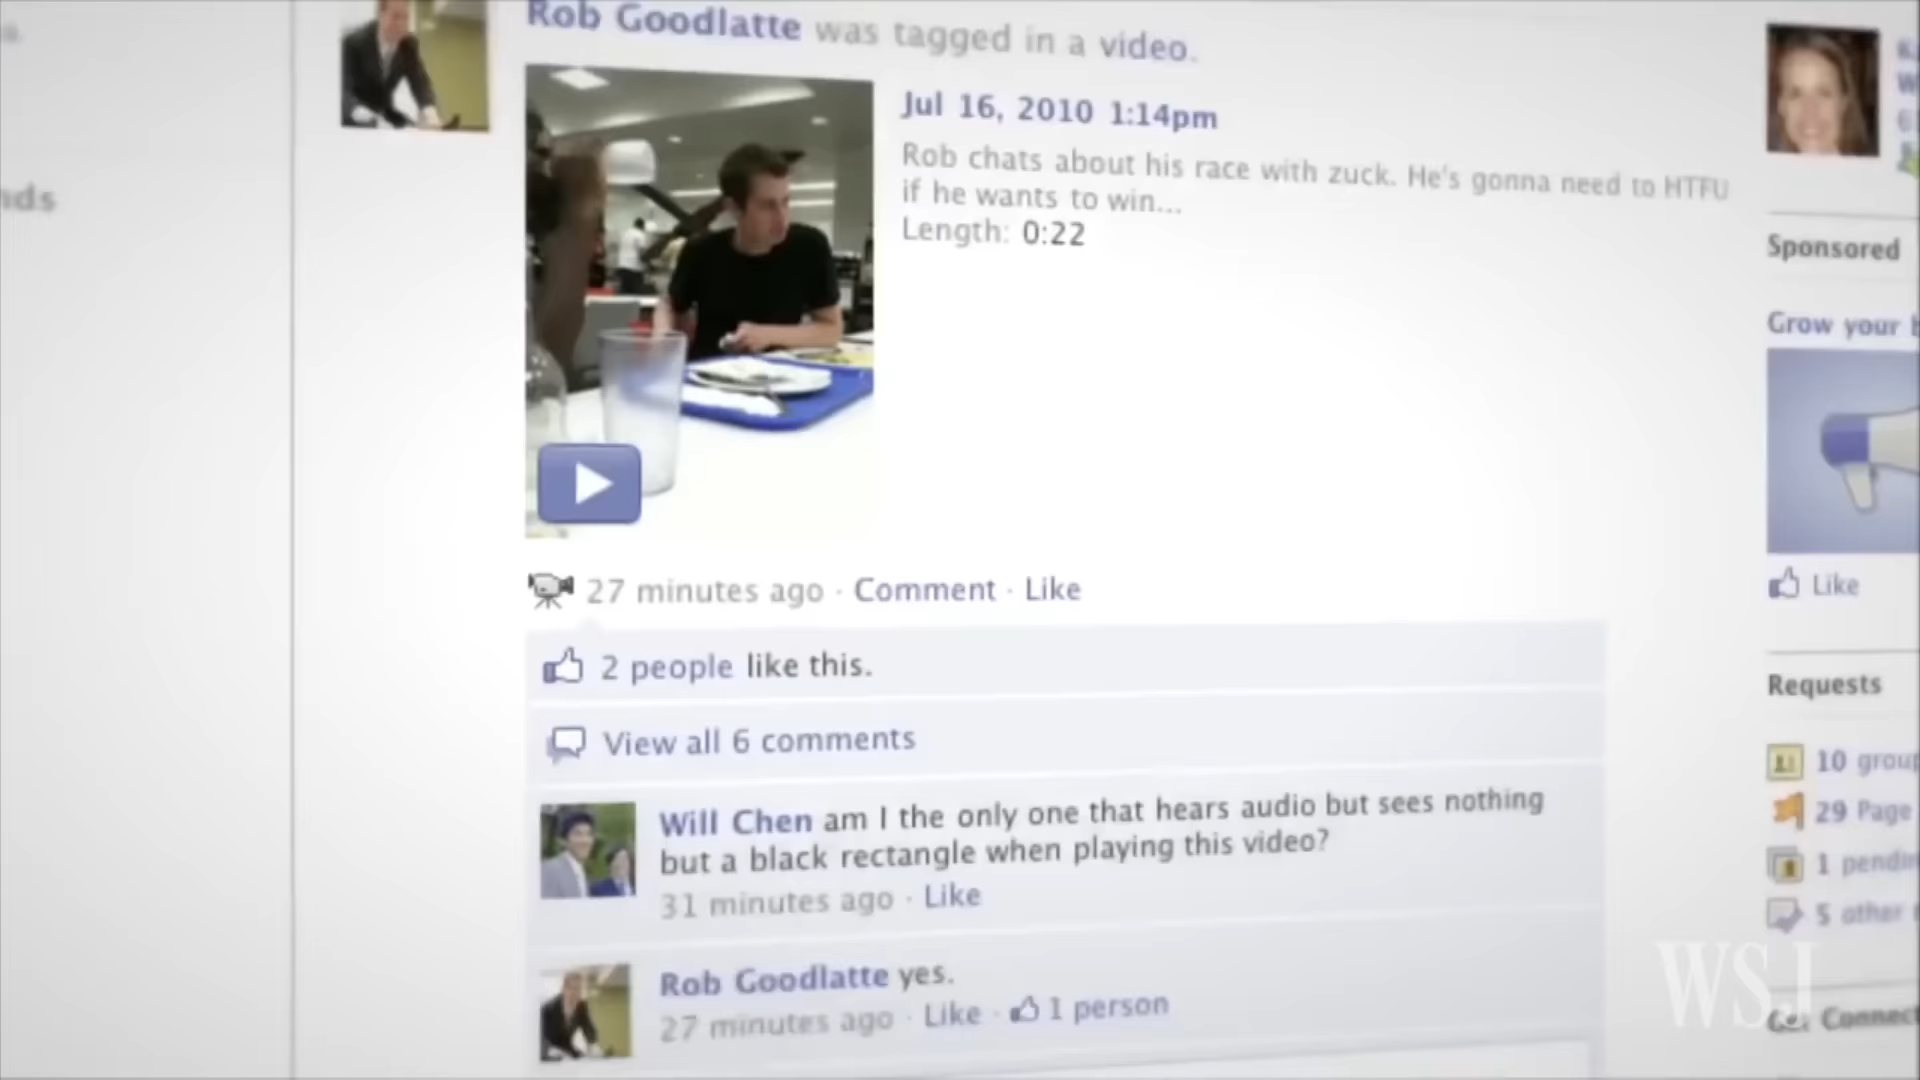 Rob Goodlatte was tagged in a video.
Jul 16, 2010 1:14pm
Rob chats about his race with zuck. He's gonna need to HTFU
if he wants to win...
Length: 0:22
27 minutes ago · Comment · Like
2 people like this.
View all 6 comments
Will Chen am I the only one that hears audio but sees nothing
but a black rectangle when playing this video?
31 minutes ago · Like
Rob Goodlatte yes.
27 minutes ago · Like · 1 person
nds
Sponsored
Grow your
Like
Requests
10 group
29 Page
1 pendin
5 other
Connect
WSJ